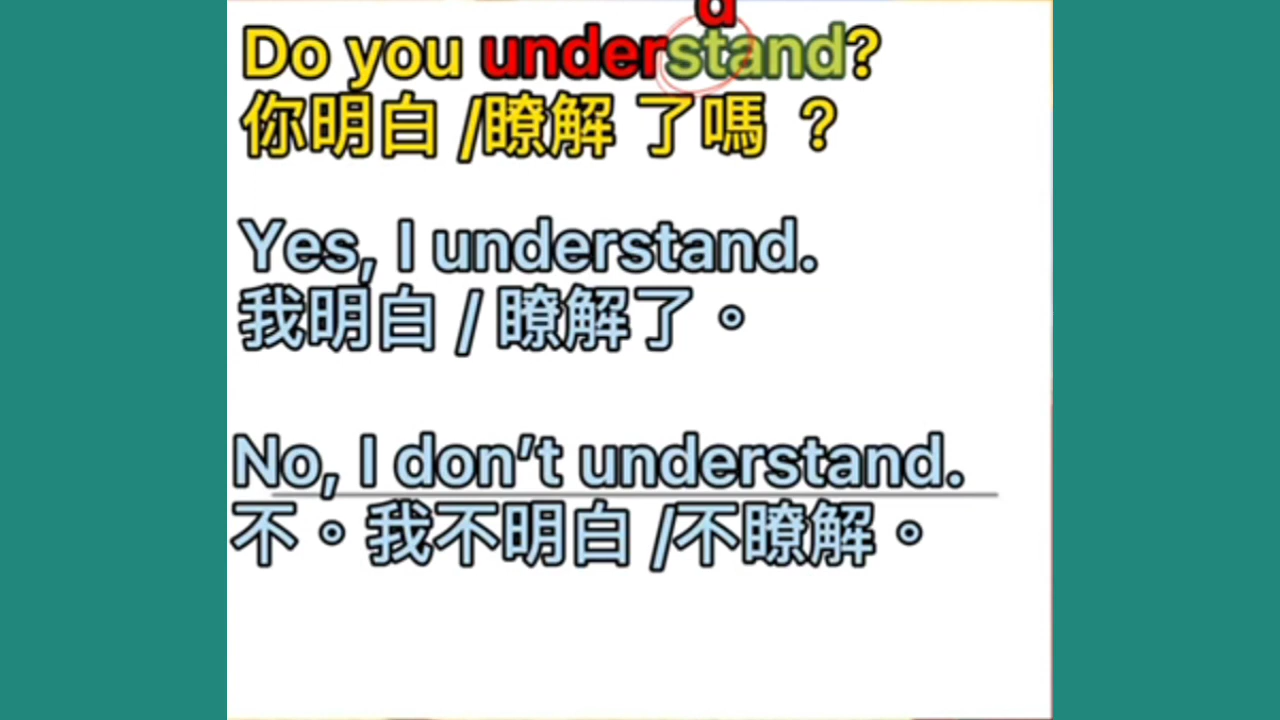 d
Do you understand?
你明白 /瞭解 了嗎 ？
Yes, I understand.
我明白 / 瞭解了。
No, I don’t understand.
不。我不明白 /不瞭解。